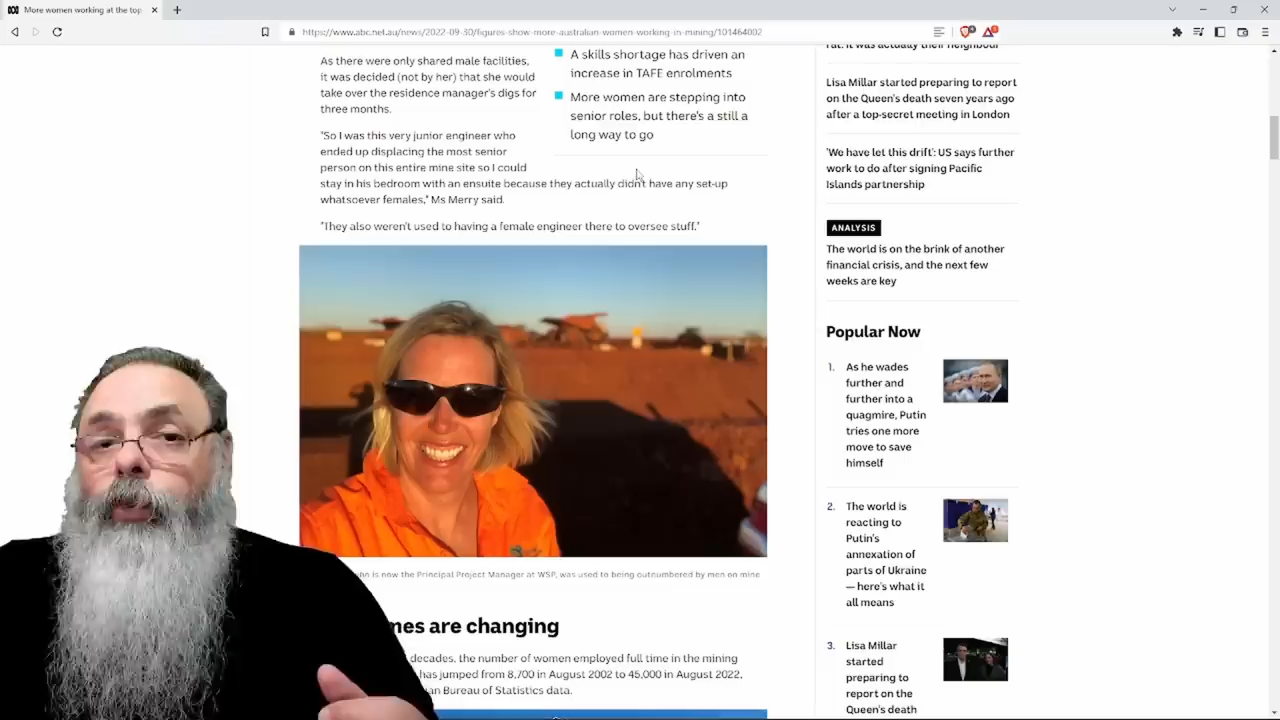 More women working at the top
https://www.abc.net.au/news/2022-09-30/figures-show-more-australian-women-working-in-mining/101464002
As there were only shared male facilities,
it was decided (not by her) that she would
take over the residence manager's digs for
three months.
"So I was this very junior engineer who
ended up displacing the most senior
person on this entire mine site so I could
stay in his bedroom with an ensuite because they actually didn't have any set-up
whatsoever females," Ms Merry said.
"They also weren't used to having a female engineer there to oversee stuff."
A skills shortage has driven an
increase in TAFE enrolments
More women are stepping into
senior roles, but there's a still a
long way to go
is now the Principal Project Manager at WSP, was used to being outnumbered by men on mine
mes are changing
decades, the number of women employed full time in the mining
has jumped from 8,700 in August 2002 to 45,000 in August 2022,
an Bureau of Statistics data.
rat. It was actually their neighbour
Lisa Millar started preparing to report
on the Queen's death seven years ago
after a top-secret meeting in London
'We have let this drift': US says further
work to do after signing Pacific
Islands partnership
ANALYSIS
The world is on the brink of another
financial crisis, and the next few
weeks are key
Popular Now
1. As he wades
further and
further into a
quagmire, Putin
tries one more
move to save
himself
2. The world is
reacting to
Putin's
annexation of
parts of Ukraine
— here's what it
all means
3. Lisa Millar
started
preparing to
report on the
Queen's death